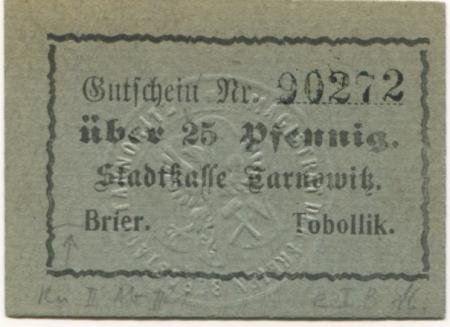 Gutschein Nr. 90272
über 25 Pfennig.
Stadtkasse Tarnowitz.
Brier. Tobollik.